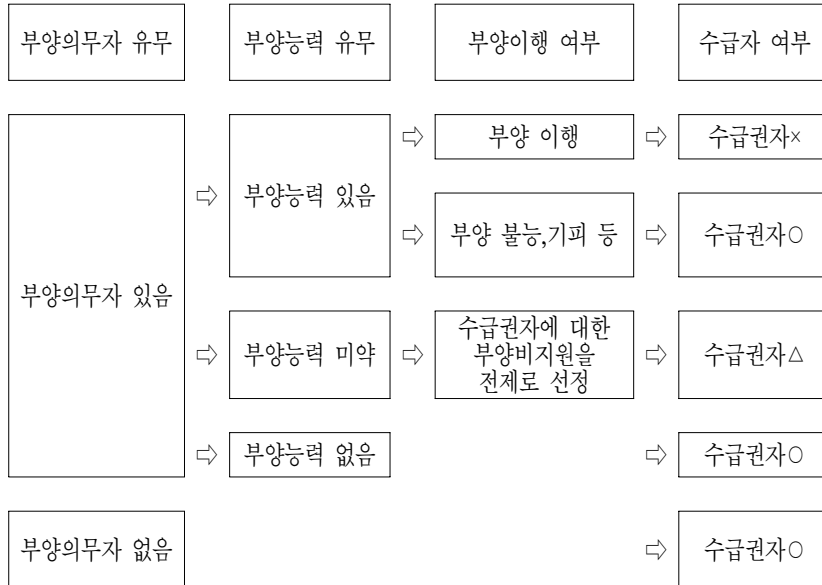 부양의무자 유무
부양능력 유무
부양이행 여부
수급자 여부
부양의무자 있음
⇨
부양능력 있음
⇨
부양 이행
⇨
수급권자×
⇨
부양 불능,기피 등
⇨
수급권자○
⇨
부양능력 미약
⇨
수급권자에 대한
부양비지원을
전제로 선정
⇨
수급권자△
⇨
부양능력 없음
⇨
수급권자○
부양의무자 없음
⇨
수급권자○